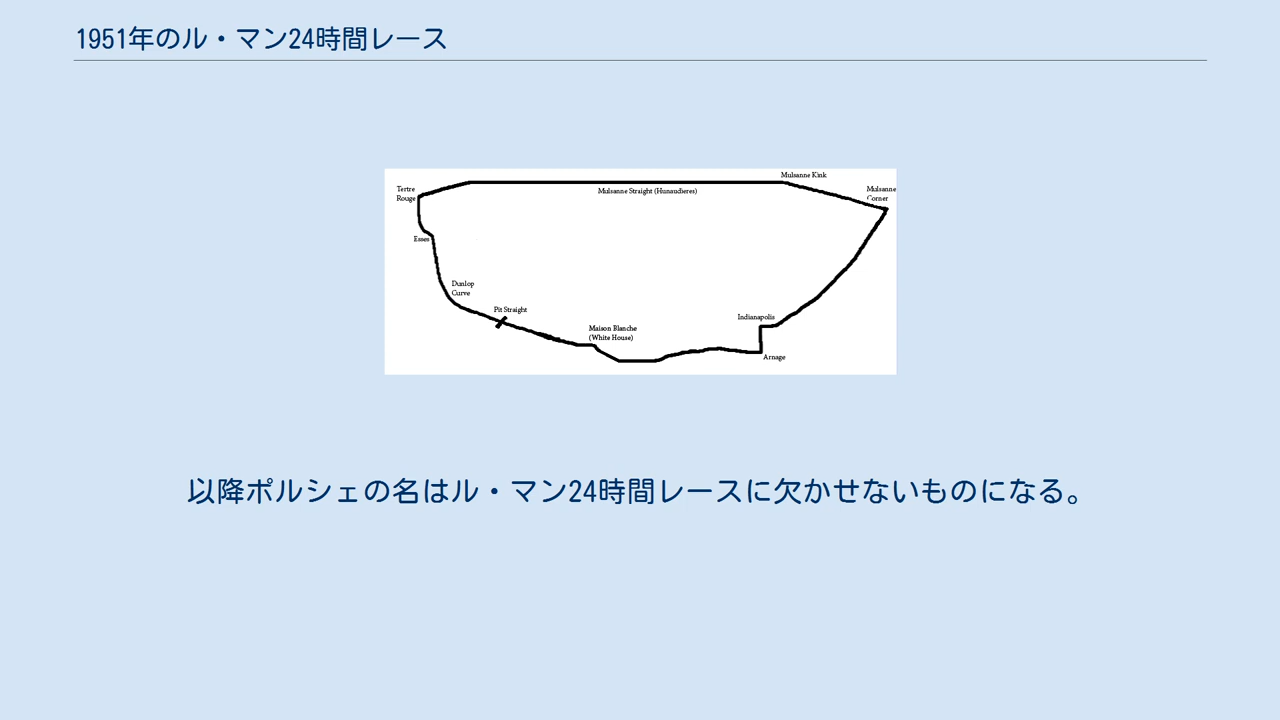 1951年のル・マン24時間レース
Mulsanne Kink
Tertre
Rouge
Mulsanne Straight (Hunaudieres)
Mulsanne
Corner
Esses
Dunlop
Curve
Pit Straight
Maison Blanche
(White House)
Indianapolis
Arnage
以降ポルシェの名はル・マン24時間レースに欠かせないものになる。